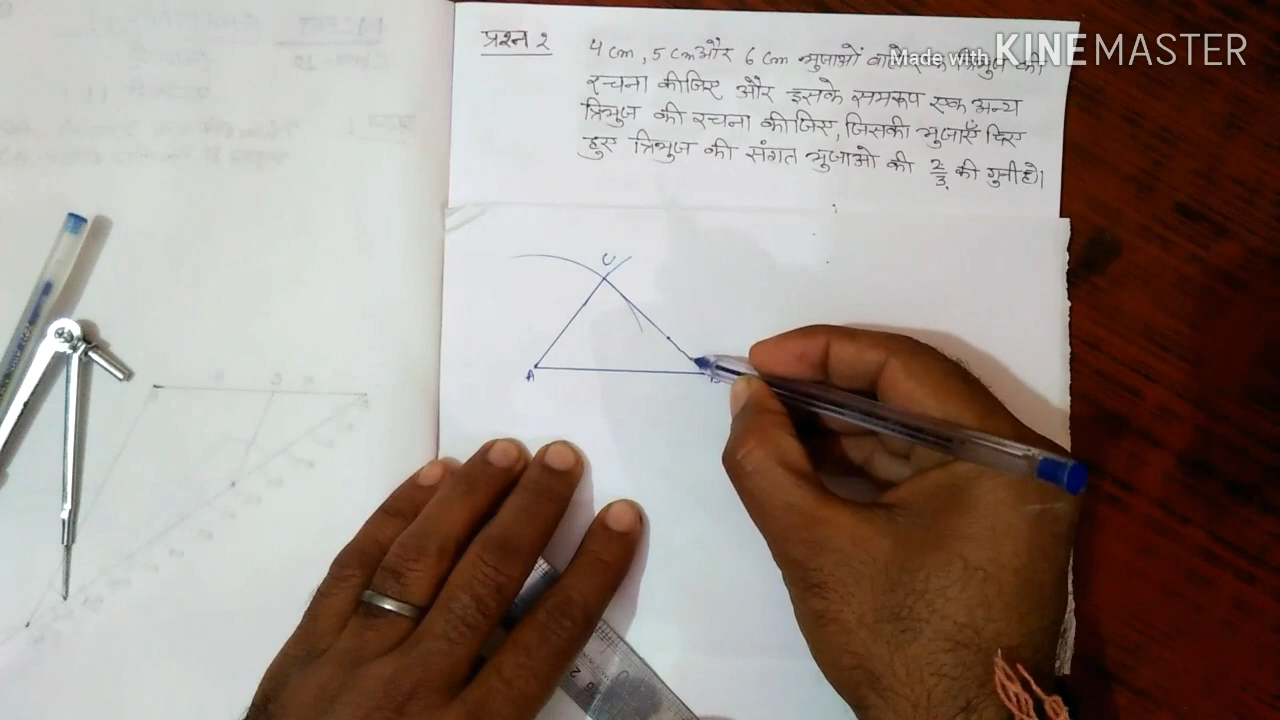 प्रश्न २
4 cm, 5 cm और 6 cm भुजाओं वाले
Made with KINEMASTER
रचना कीजिए और इसके समरूप एक अन्य
त्रिभुज की रचना कीजिए, जिसकी भुजाएँ दिए
हुए त्रिभुज की संगत भुजाओ की 2/3 की गुनी हो।
C
A
B